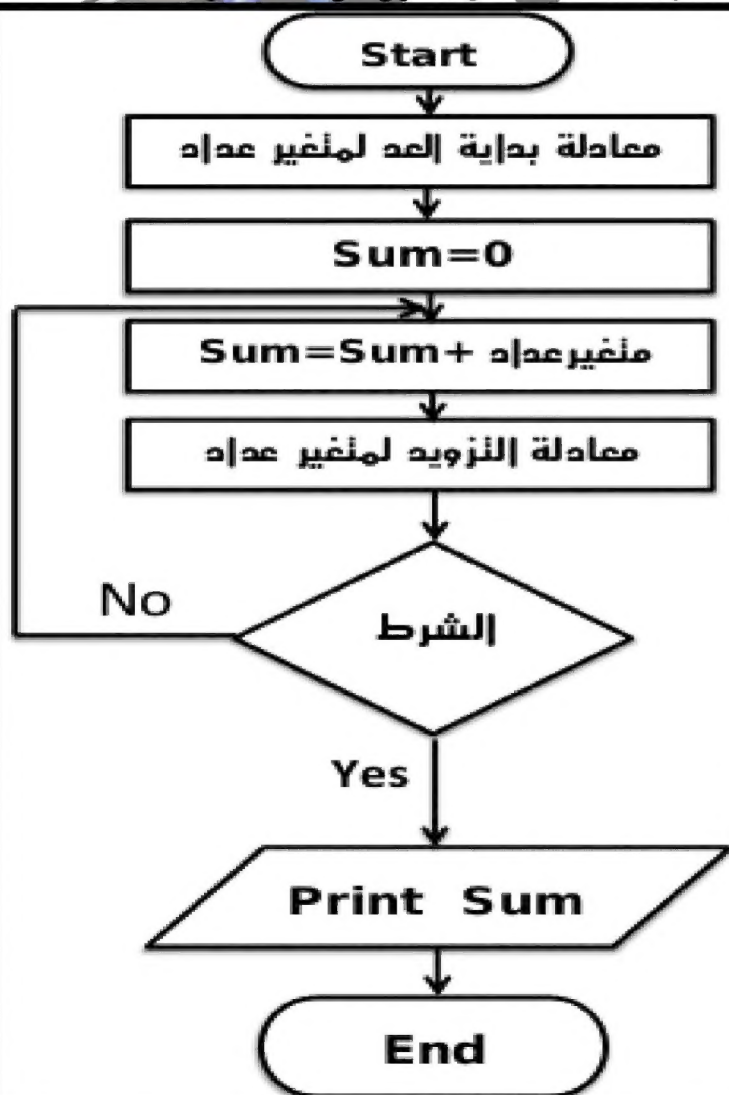 Start
معادلة بداية العد لمتغير عداد
Sum=0
Sum=Sum+ متغيرعداد
معادلة التزويد لمتغير عداد
الشرط
No
Yes
Print Sum
End